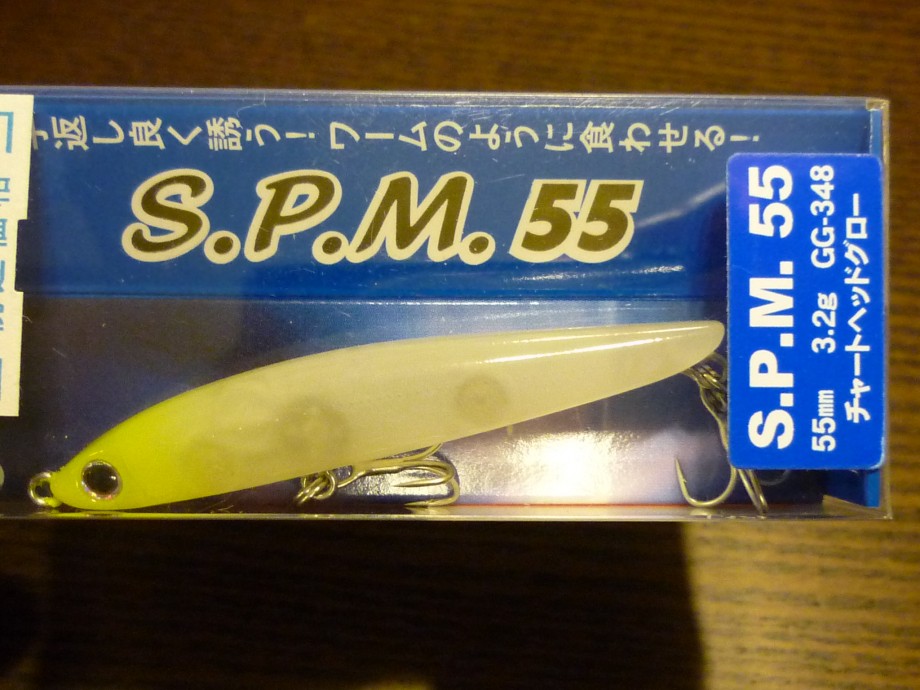 返し良く誘う!ワームのように食わせる!
S.P.M. 55
S.P.M. 55
55mm 3.2g GG-348
チャートヘッドグロー